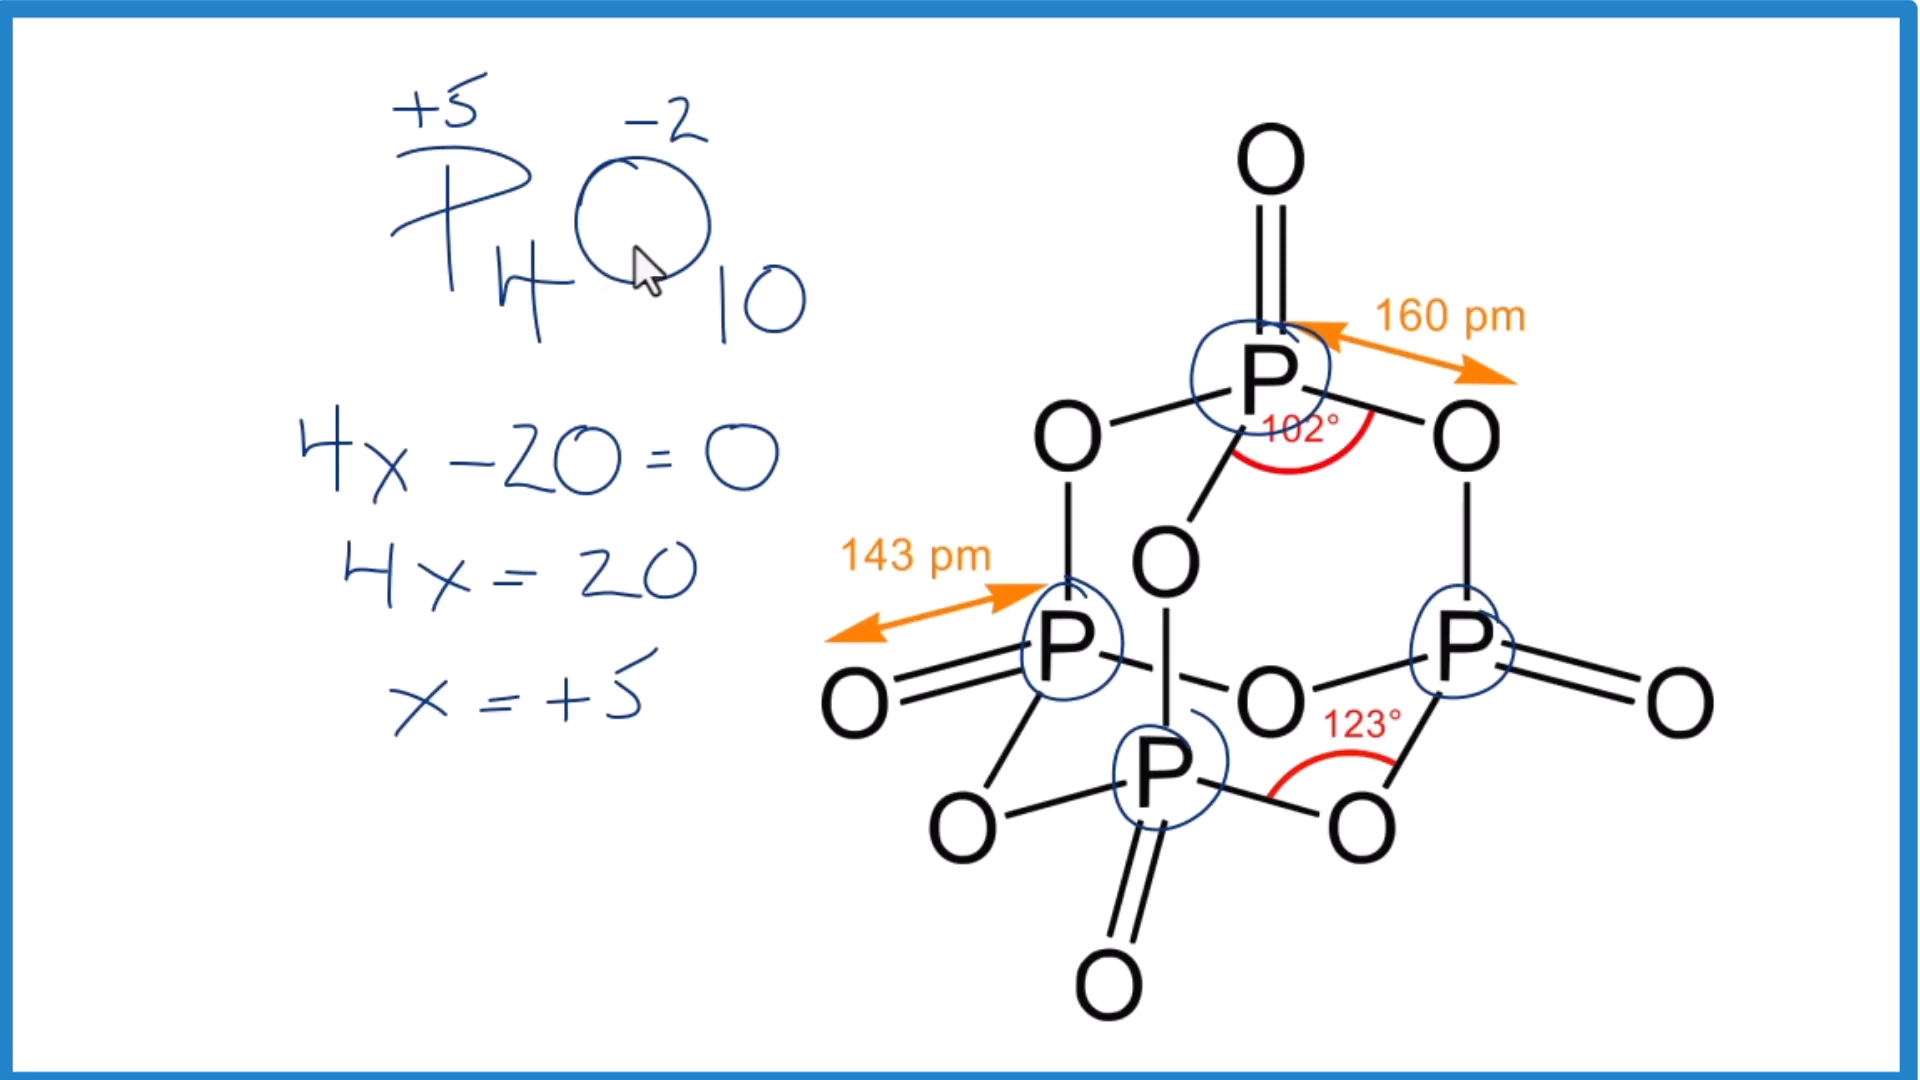 +5 -2
P4O10
4x - 20 = 0
4x = 20
x = +5
O
160 pm
P
102°
O O
143 pm
O
P P
O O O
123°
P
O O
O